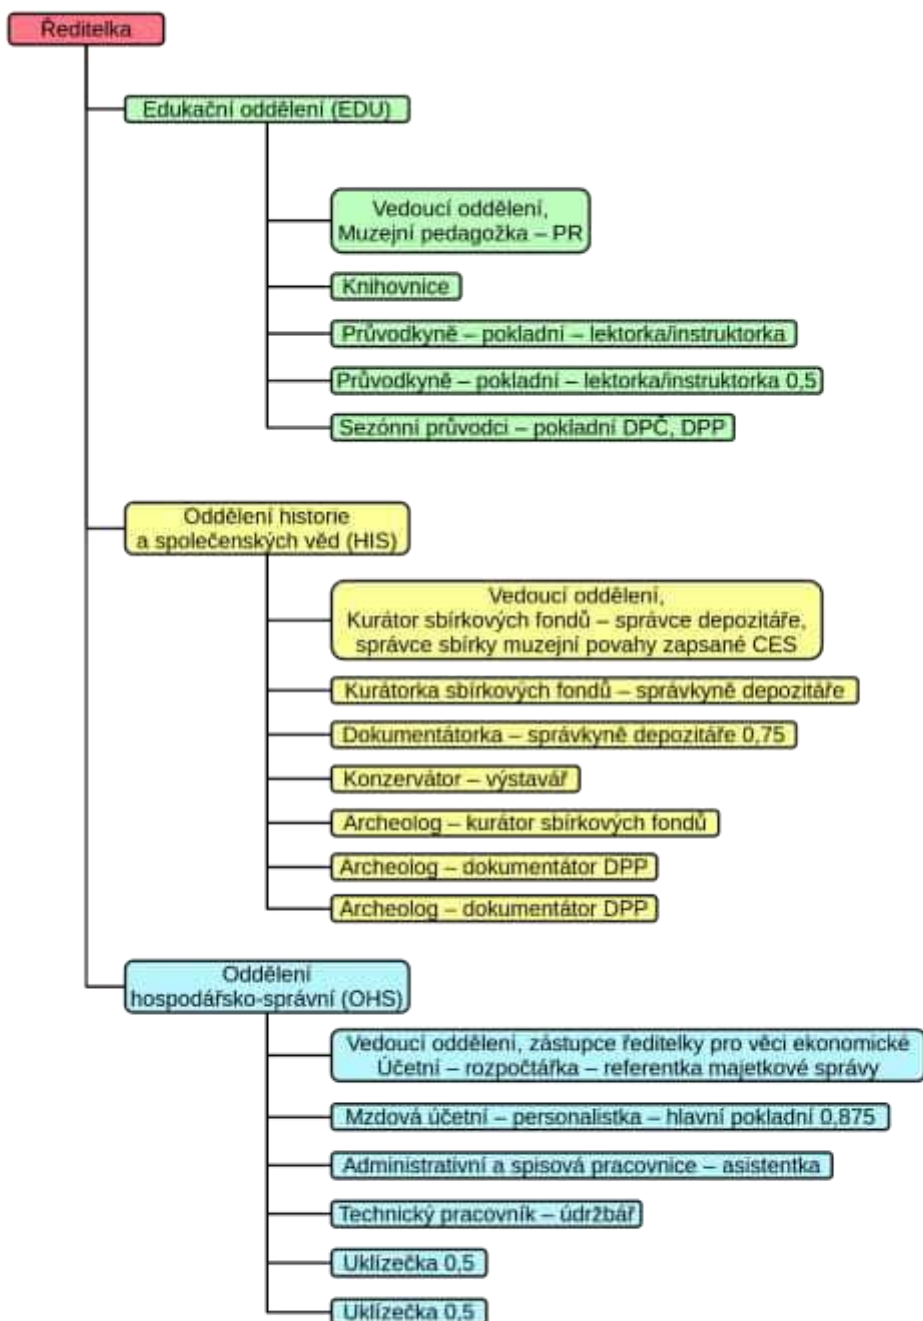 Ředitelka
Edukační oddělení (EDU)
Vedoucí oddělení,
Muzejní pedagožka – PR
Knihovnice
Průvodkyně – pokladní – lektorka/instruktorka
Průvodkyně – pokladní – lektorka/instruktorka 0,5
Sezónní průvodci – pokladní DPČ, DPP
Oddělení historie
a společenských věd (HIS)
Vedoucí oddělení,
Kurátor sbírkových fondů – správce depozitáře,
správce sbírky muzejní povahy zapsané CES
Kurátorka sbírkových fondů – správkyně depozitáře
Dokumentátorka – správkyně depozitáře 0,75
Konzervátor – výstavář
Archeolog – kurátor sbírkových fondů
Archeolog – dokumentátor DPP
Archeolog – dokumentátor DPP
Oddělení
hospodářsko-správní (OHS)
Vedoucí oddělení, zástupce ředitelky pro věci ekonomické
Účetní – rozpočtářka – referentka majetkové správy
Mzdová účetní – personalistka – hlavní pokladní 0,875
Administrativní a spisová pracovnice – asistentka
Technický pracovník – údržbář
Uklízečka 0,5
Uklízečka 0,5